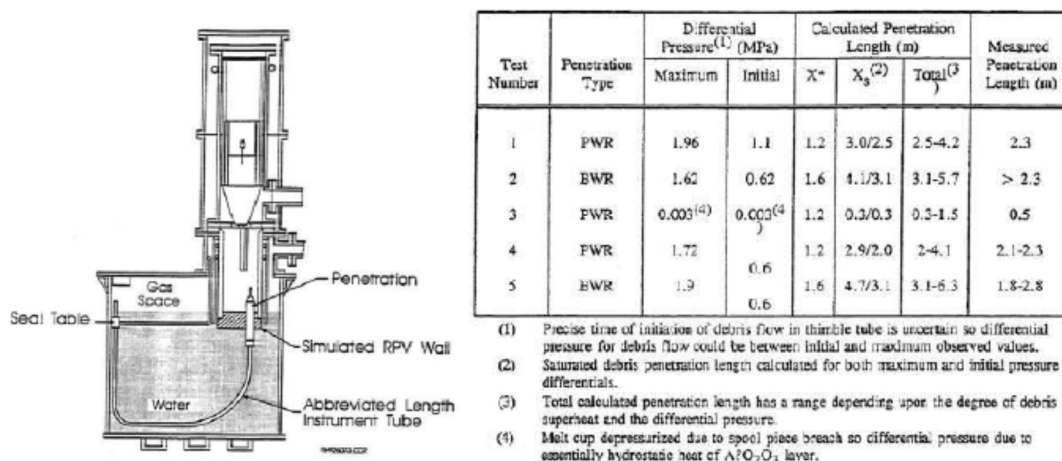 Gas
Space
Seal Table
Water
Penetration
Simulated RPV Wall
Abbreviated Length
Instrument Tube
Test
Number
Penetration
Type
Differential
Pressure(1) (MPa)
Calculated Penetration
Length (m)
Measured
Penetration
Length (m)
Maximum Initial X* Xs(2) Total(3
)
1 PWR 1.96 1.1 1.2 3.0/2.5 2.5-4.2 2.3
2 BWR 1.62 0.62 1.6 4.1/3.1 3.1-5.7 > 2.3
3 PWR 0.003(4) 0.003(4 1.2 0.3/0.3 0.3-1.5 0.5
)
4 PWR 1.72 1.2 2.9/2.0 2-4.1 2.1-2.3
0.6
5 BWR 1.9 1.6 4.7/3.1 3.1-6.3 1.8-2.8
0.6
(1) Precise time of initiation of debris flow in thimble tube is uncertain so differential
pressure for debris flow could be between initial and maximum observed values.
(2) Saturated debris penetration length calculated for both maximum and initial pressure
differentials.
(3) Total calculated penetration length has a range depending upon the degree of debris
superheat and the differential pressure.
(4) Melt cup depressurized due to spool piece breach so differential pressure due to
essentially hydrostatic heat of layer.